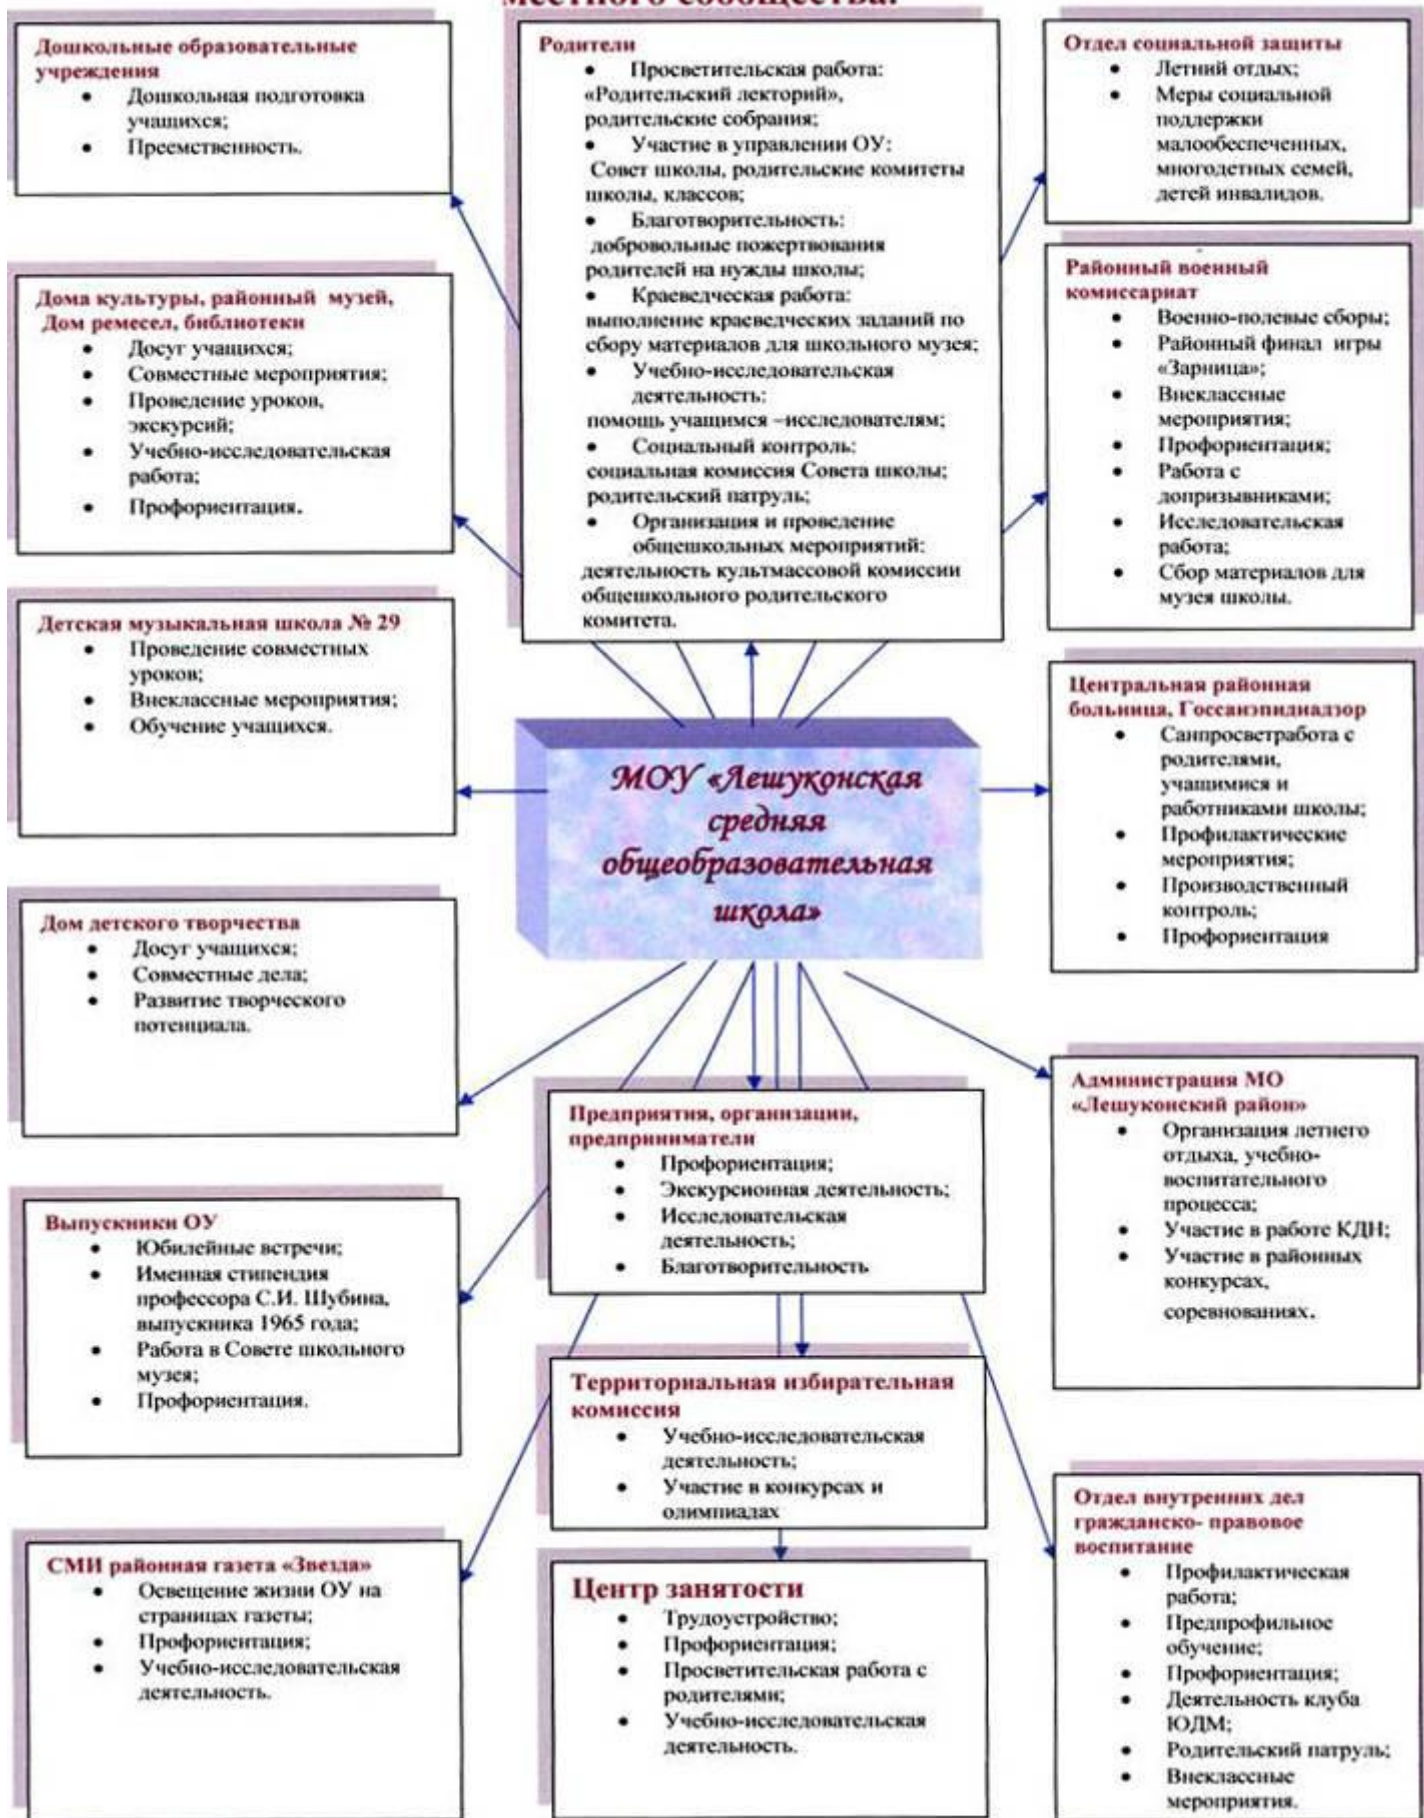 местного сообщества.
Дошкольные образовательные
учреждения
• Дошкольная подготовка
учащихся;
• Преемственность.
Дома культуры, районный музей,
Дом ремесел, библиотеки
• Досуг учащихся;
• Совместные мероприятия;
• Проведение уроков,
экскурсий;
• Учебно-исследовательская
работа;
• Профориентация.
Детская музыкальная школа № 29
• Проведение совместных
уроков;
• Внеклассные мероприятия;
• Обучение учащихся.
Дом детского творчества
• Досуг учащихся;
• Совместные дела;
• Развитие творческого
потенциала.
Выпускники ОУ
• Юбилейные встречи;
• Именная стипендия
профессора С.И. Шубина,
выпускника 1965 года;
• Работа в Совете школьного
музея;
• Профориентация.
СМИ районная газета «Звезда»
• Освещение жизни ОУ на
страницах газеты;
• Профориентация;
• Учебно-исследовательская
деятельность.
Родители
• Просветительская работа:
«Родительский лекторий»,
родительские собрания;
• Участие в управлении ОУ:
Совет школы, родительские комитеты
школы, классов;
• Благотворительность:
добровольные пожертвования
родителей на нужды школы;
• Краеведческая работа:
выполнение краеведческих заданий по
сбору материалов для школьного музея;
• Учебно-исследовательская
деятельность:
помощь учащимся –исследователям;
• Социальный контроль:
социальная комиссия Совета школы;
родительский патруль;
• Организация и проведение
общешкольных мероприятий:
деятельность культмассовой комиссии
общешкольного родительского
комитета.
МОУ «Лешуконская
средняя
общеобразовательная
школа»
Предприятия, организации,
предприниматели
• Профориентация;
• Экскурсионная деятельность;
• Исследовательская
деятельность;
• Благотворительность
Территориальная избирательная
комиссия
• Учебно-исследовательская
деятельность;
• Участие в конкурсах и
олимпиадах
Центр занятости
• Трудоустройство;
• Профориентация;
• Просветительская работа с
родителями;
• Учебно-исследовательская
деятельность.
Отдел социальной защиты
• Летний отдых;
• Меры социальной
поддержки
малообеспеченных,
многодетных семей,
детей инвалидов.
Районный военный
комиссариат
• Военно-полевые сборы;
• Районный финал игры
«Зарница»;
• Внеклассные
мероприятия;
• Профориентация;
• Работа с
допризывниками;
• Исследовательская
работа;
• Сбор материалов для
музея школы.
Центральная районная
больница, Госсанэпиднадзор
• Санпросветработа с
родителями,
учащимися и
работниками школы;
• Профилактические
мероприятия;
• Производственный
контроль;
• Профориентация
Администрация МО
«Лешуконский район»
• Организация летнего
отдыха, учебно-
воспитательного
процесса;
• Участие в работе КДН;
• Участие в районных
конкурсах,
соревнованиях.
Отдел внутренних дел
гражданско- правовое
воспитание
• Профилактическая
работа;
• Предпрофильное
обучение;
• Профориентация;
• Деятельность клуба
ЮДМ;
• Родительский патруль;
• Внеклассные
мероприятия.